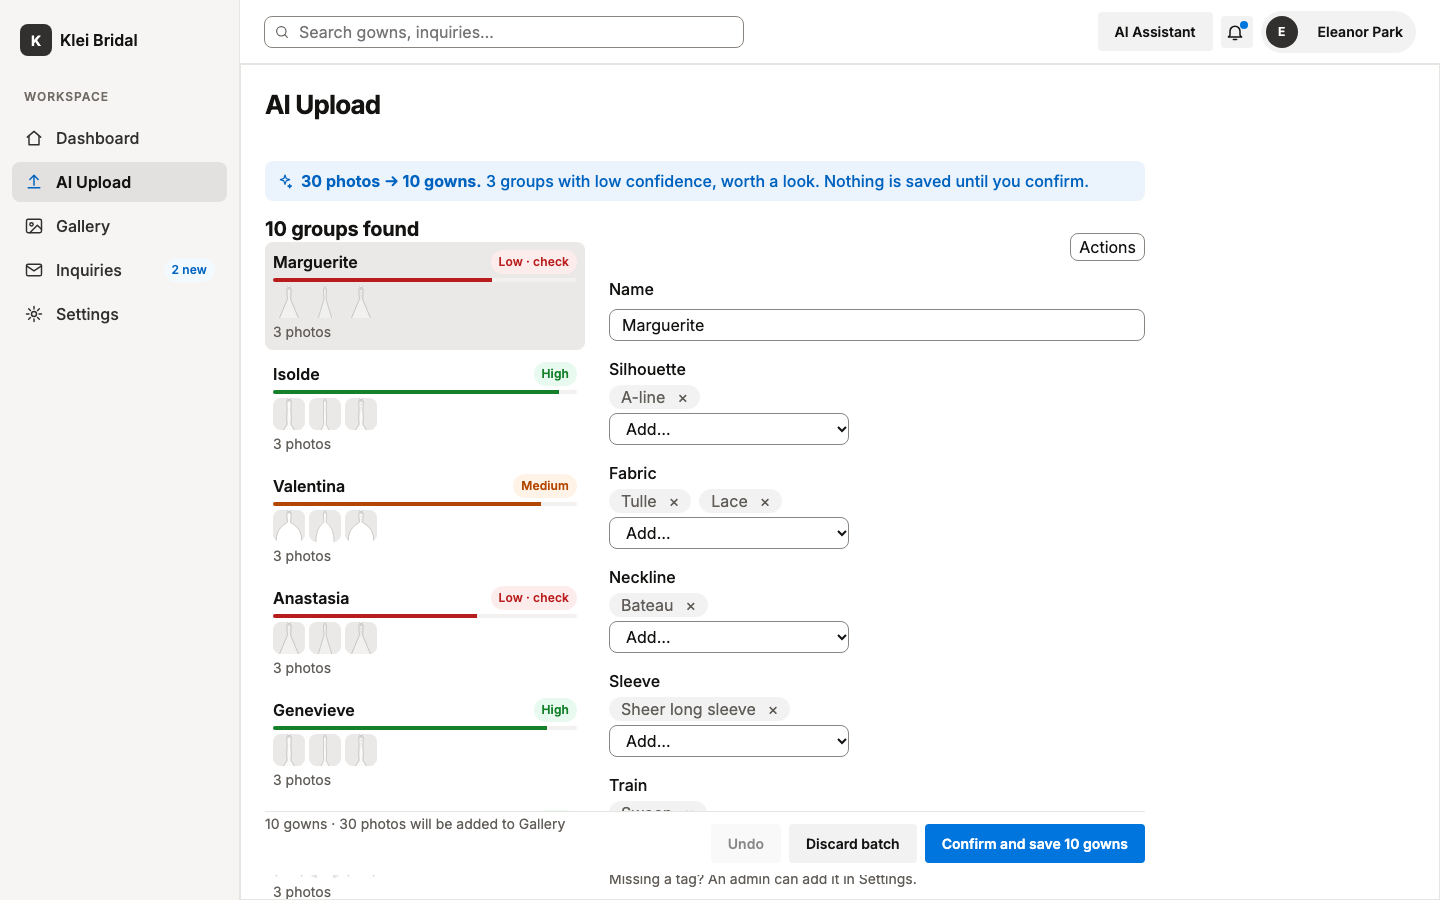 K
Klei Bridal
WORKSPACE
Dashboard
AI Upload
Gallery
Inquiries
2 new
Settings
Search gowns, inquiries...
AI Assistant
E
Eleanor Park
AI Upload
30 photos → 10 gowns. 3 groups with low confidence, worth a look. Nothing is saved until you confirm.
10 groups found
Marguerite
Low · check
3 photos
Isolde
High
3 photos
Valentina
Medium
3 photos
Anastasia
Low · check
3 photos
Genevieve
High
3 photos
3 photos
Actions
Name
Marguerite
Silhouette
A-line ×
Add...
Fabric
Tulle × Lace ×
Add...
Neckline
Bateau ×
Add...
Sleeve
Sheer long sleeve ×
Add...
Train
Missing a tag? An admin can add it in Settings.
10 gowns · 30 photos will be added to Gallery
Undo
Discard batch
Confirm and save 10 gowns